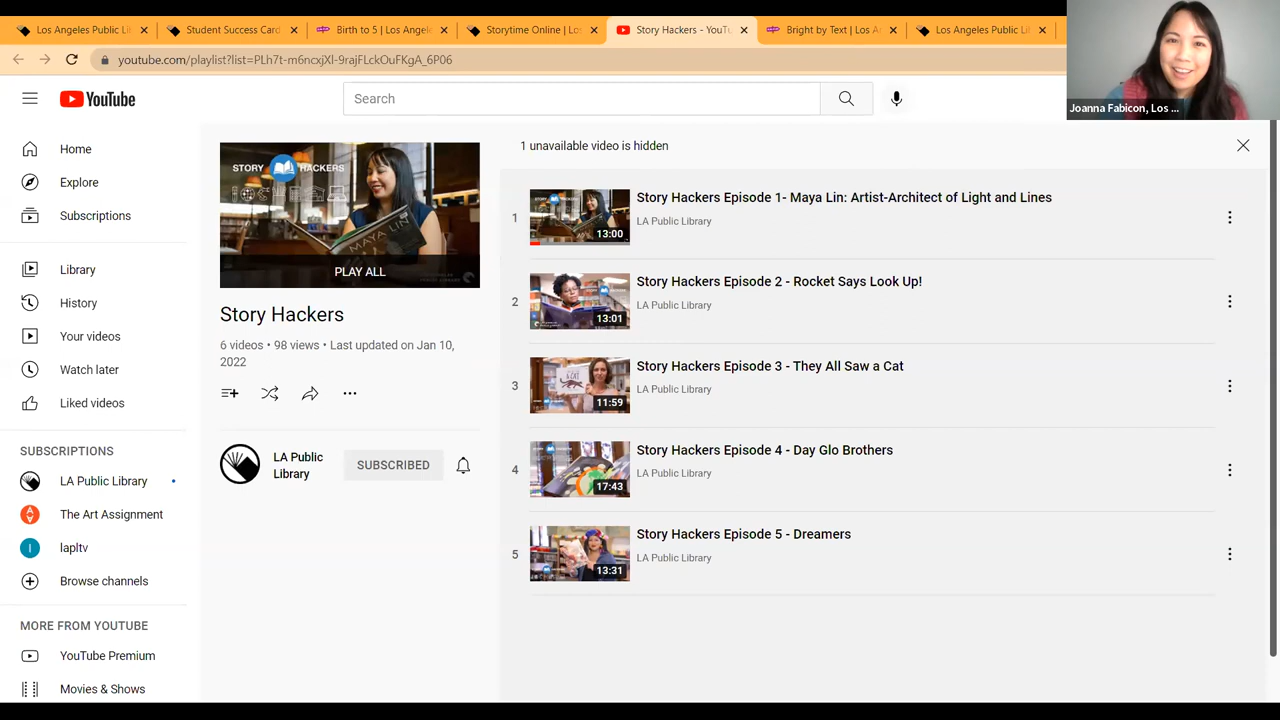 Los Angeles Public Li
Student Success Card
Birth to 5 | Los Angele
Storytime Online | Los
Story Hackers - YouTu
Bright by Text | Los A
Los Angeles Public Li
youtube.com/playlist?list=PLh7t-m6ncxjXl-9rajFLckOuFKgA_6P06
Joanna Fabicon, Los ...
YouTube
Search
Home
Explore
Subscriptions
Library
History
Your videos
Watch later
Liked videos
SUBSCRIPTIONS
LA Public Library
The Art Assignment
I
lapltv
Browse channels
MORE FROM YOUTUBE
YouTube Premium
Movies & Shows
STORY HACKERS
MAYA LIN
PLAY ALL
Story Hackers
6 videos • 98 views • Last updated on Jan 10,
2022
LA Public
Library
SUBSCRIBED
1 unavailable video is hidden
1
13:00
Story Hackers Episode 1- Maya Lin: Artist-Architect of Light and Lines
LA Public Library
2
13:01
Story Hackers Episode 2 - Rocket Says Look Up!
LA Public Library
3
11:59
Story Hackers Episode 3 - They All Saw a Cat
LA Public Library
4
17:43
Story Hackers Episode 4 - Day Glo Brothers
LA Public Library
5
13:31
Story Hackers Episode 5 - Dreamers
LA Public Library